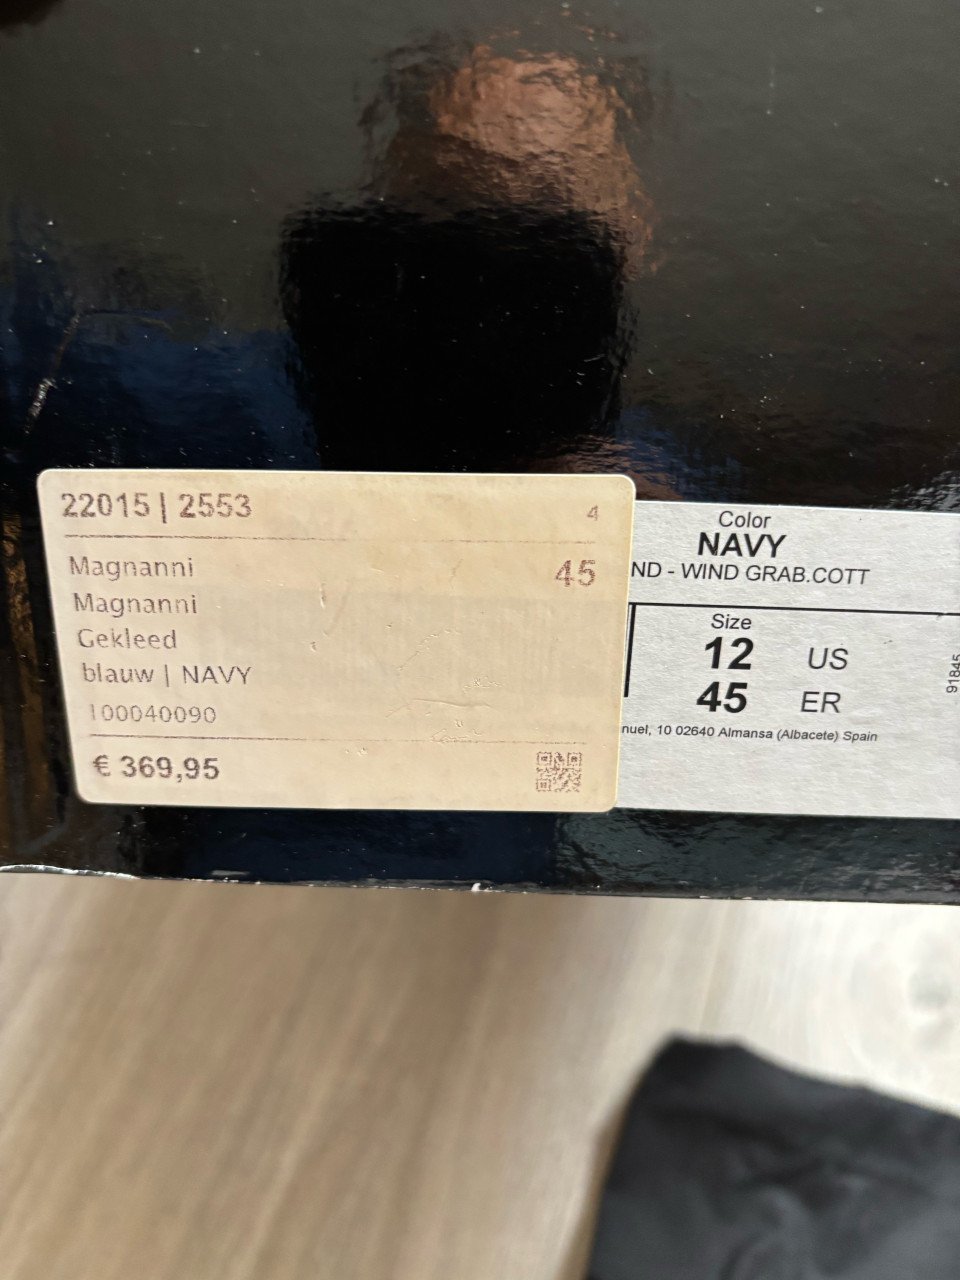 22015 | 2553
4
Magnanni
45
Magnanni
Gekleed
blauw | NAVY
100040090
€ 369,95
Color
NAVY
ND - WIND GRAB.COTT
Size
12 US
45 ER
nuel, 10 02640 Almansa (Albacete) Spain
91845